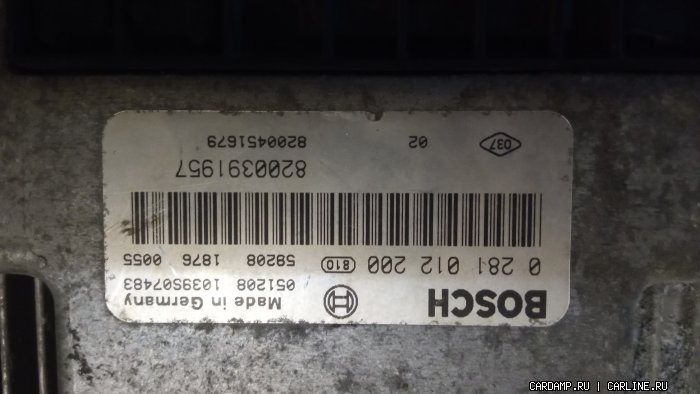 BOSCH Made in Germany
051208 1039S07483
0 281 012 200 810 58208 1876 0055
8200391957
037 02 8200451679
CARDAMP.RU | CARLINE.RU